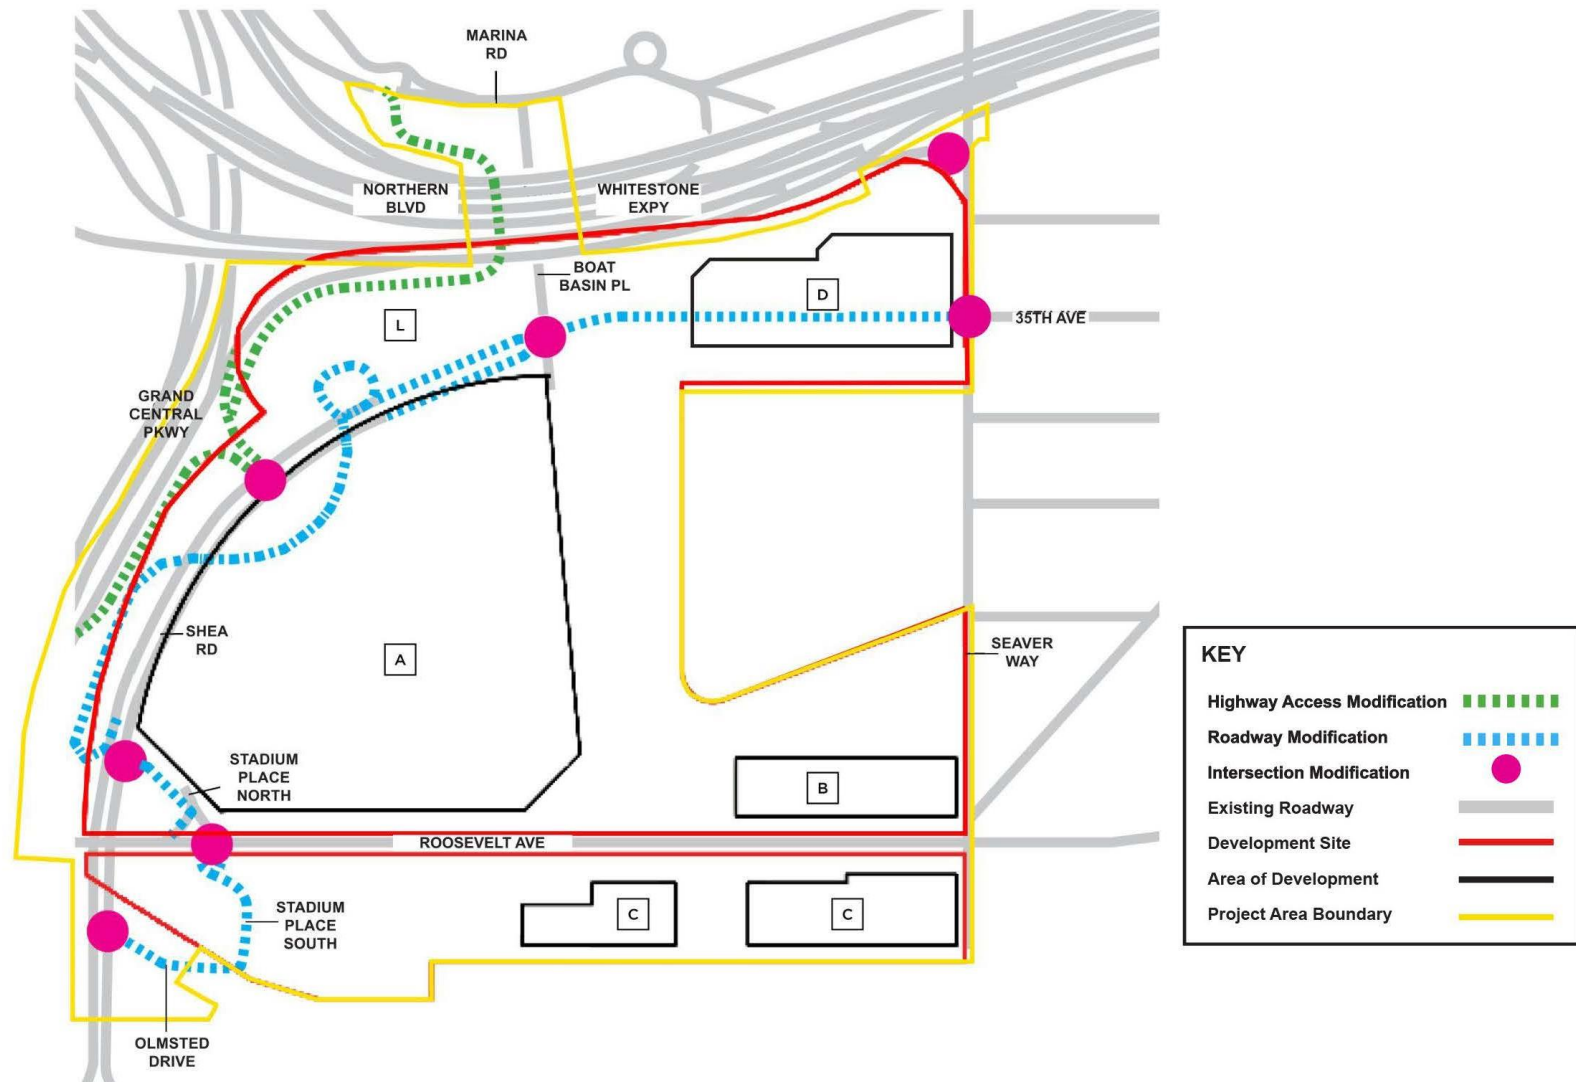 MARINA
RD
NORTHERN
BLVD
WHITESTONE
EXPY
BOAT
BASIN PL
D
L
35TH AVE
GRAND
CENTRAL
PKWY
SHEA
RD
A
SEAVER
WAY
STADIUM
PLACE
NORTH
B
ROOSEVELT AVE
STADIUM
PLACE
SOUTH
C
C
OLMSTED
DRIVE
KEY
Highway Access Modification
Roadway Modification
Intersection Modification
Existing Roadway
Development Site
Area of Development
Project Area Boundary